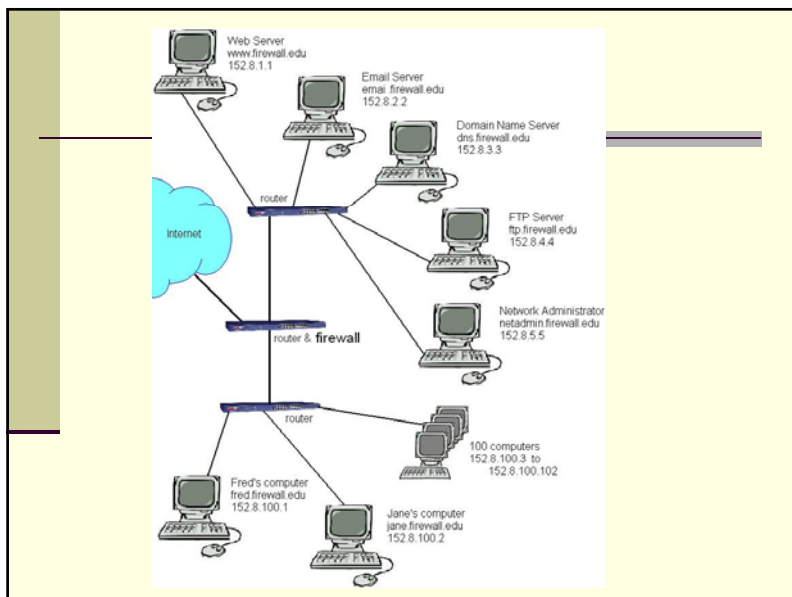 Web Server
www.firewall.edu
152.8.1.1
Email Server
emai .firewall.edu
152.8.2.2
Domain Name Server
dns.firewall.edu
152.8.3.3
router
FTP Server
ftp.firewall.edu
152.8.4.4
Internet
Network Administrator
netadmin.firewall.edu
152.8.5.5
router & firewall
router
100 computers
152.8.100.3 to
152.8.100.102
Fred's computer
fred.firewall.edu
152.8.100.1
Jane's computer
jane.firewall.edu
152.8.100.2